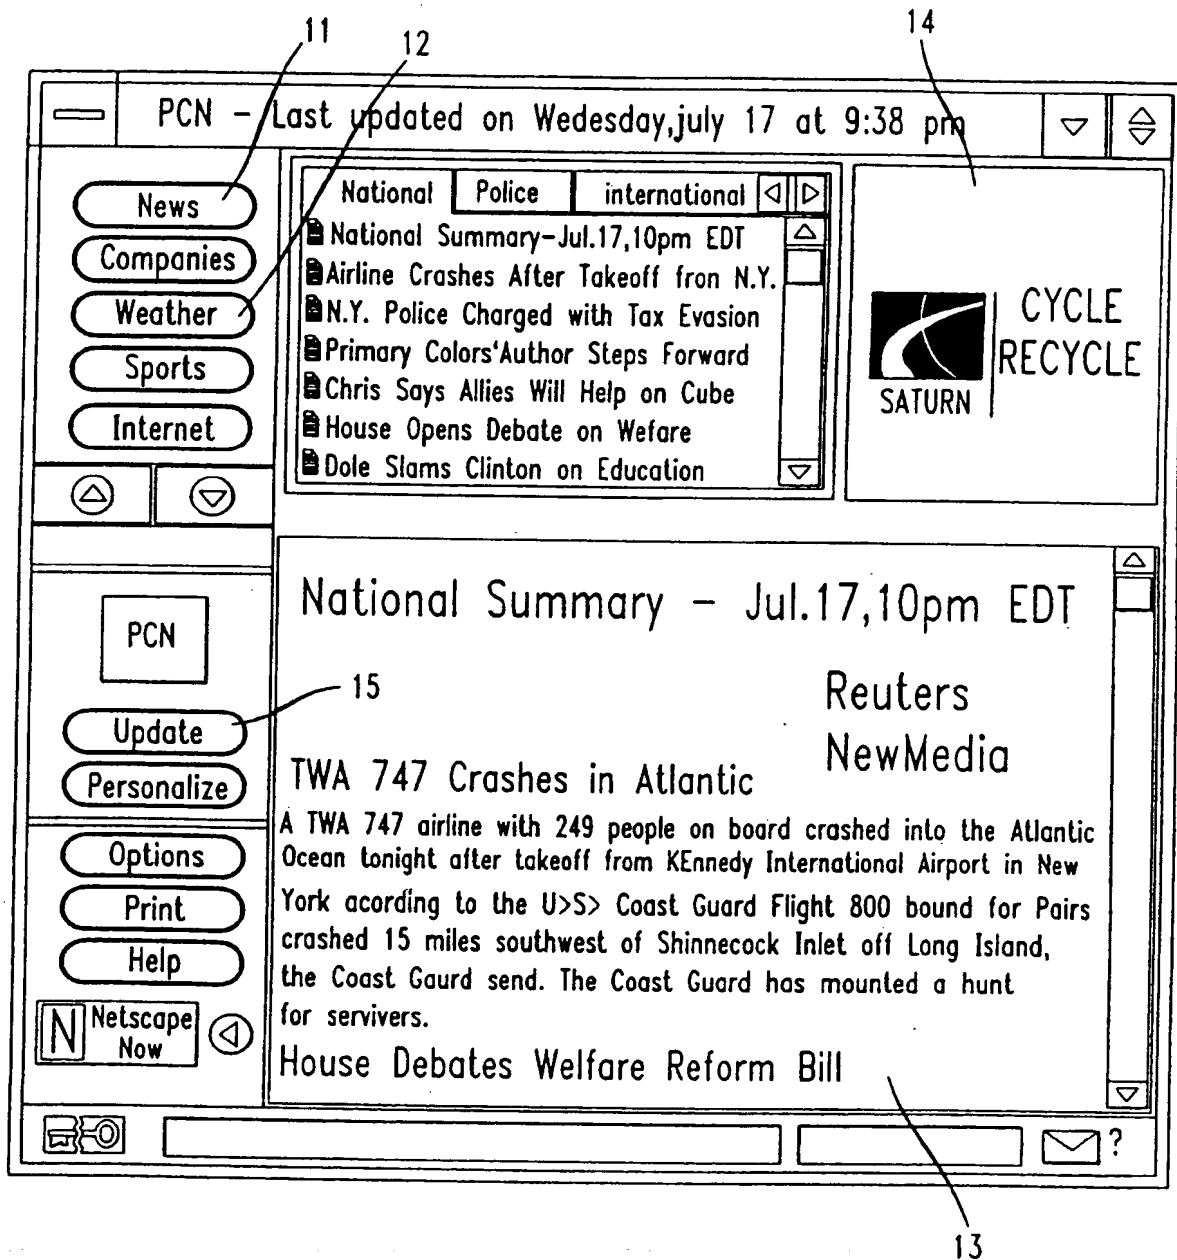 11
12
14
PCN - Last updated on Wedesday,july 17 at 9:38 pm
News
Companies
Weather
Sports
Internet
National Police international
National Summary-Jul.17,10pm EDT
Airline Crashes After Takeoff fron N.Y.
N.Y. Police Charged with Tax Evasion
Primary Colors'Author Steps Forward
Chris Says Allies Will Help on Cube
House Opens Debate on Wefare
Dole Slams Clinton on Education
CYCLE
RECYCLE
SATURN
PCN
15
Update
Personalize
Options
Print
Help
N Netscape
Now
National Summary - Jul.17,10pm EDT
Reuters
NewMedia
TWA 747 Crashes in Atlantic
A TWA 747 airline with 249 people on board crashed into the Atlantic
Ocean tonight after takeoff from KEnnedy International Airport in New
York acording to the U>S> Coast Guard Flight 800 bound for Pairs
crashed 15 miles southwest of Shinnecock Inlet off Long Island,
the Coast Gaurd send. The Coast Guard has mounted a hunt
for servivers.
House Debates Welfare Reform Bill
?
13